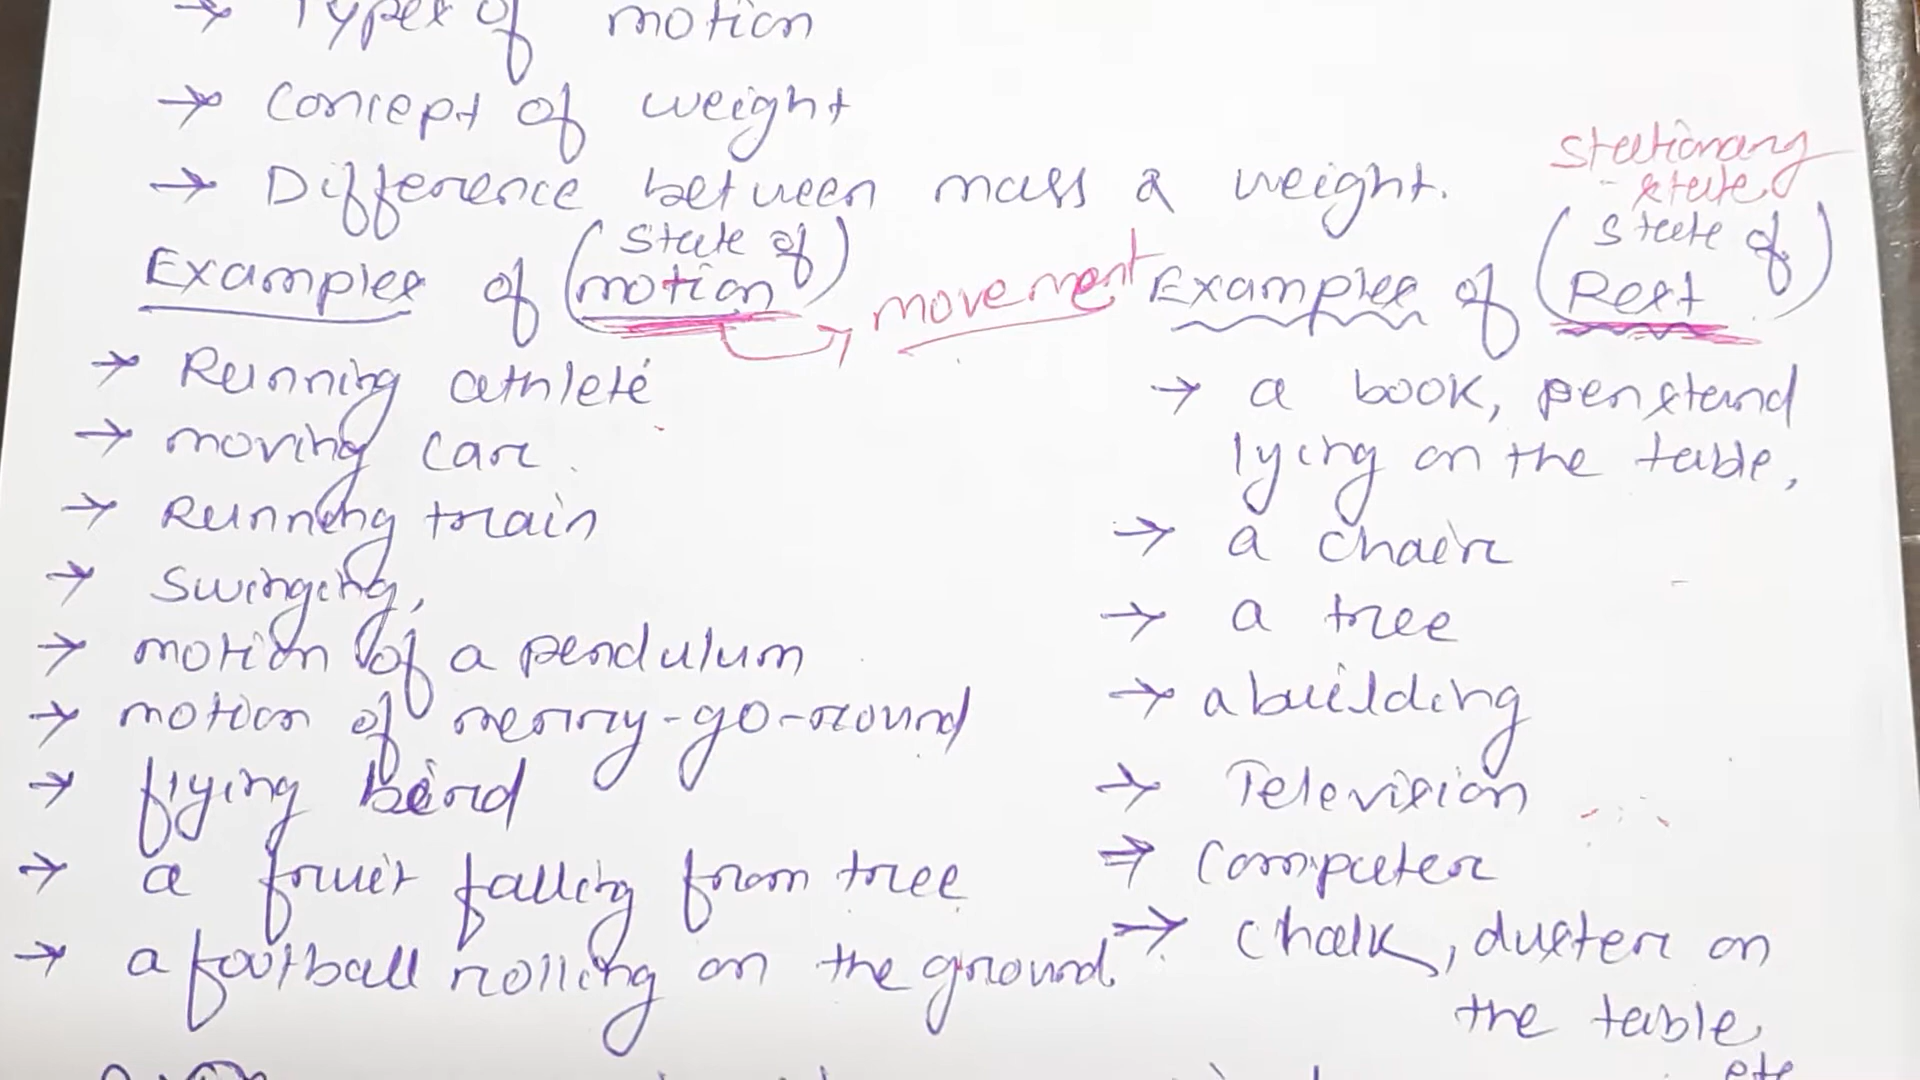 → Types of motion
→ Concept of weight
→ Difference between mass & weight.
Examples of (State of motion)
movement
→ Running athlete
→ moving car.
→ Running train
→ Swinging,
→ motion of a pendulum
→ motion of merry-go-round
→ flying bird
→ a fruit falling from tree
→ a football rolling on the ground.
stationary
state
Examples of (State of Rest)
→ a book, penstand
lying on the table,
→ a chair
→ a tree
→ a building
→ Television
→ Computer
→ Chalk, duster on
the table,
etc